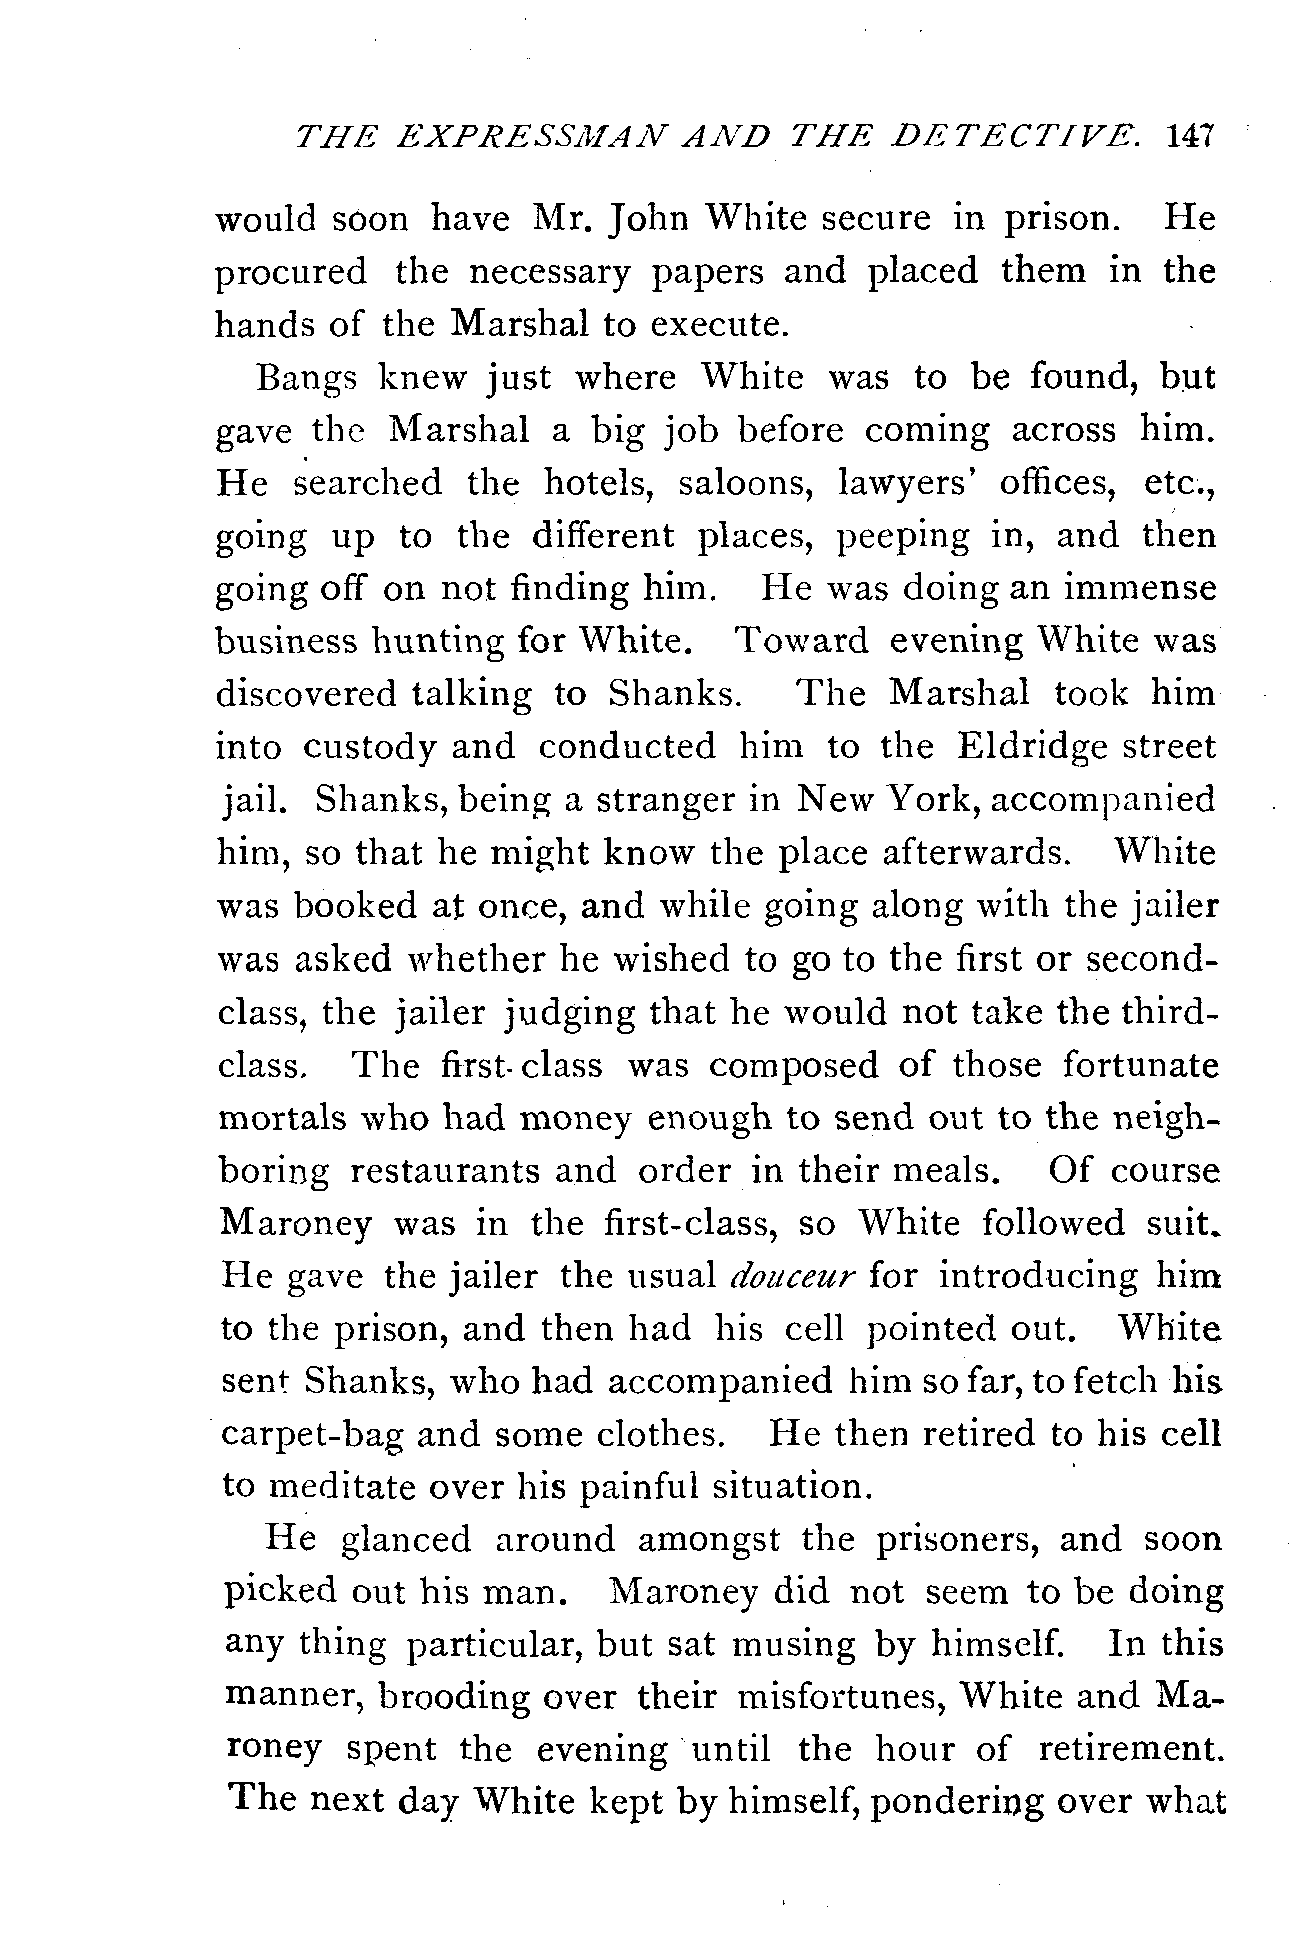 THE EXPRESSMAN AND THE DETECTIVE. 147
would soon have Mr. John White secure in prison. He
procured the necessary papers and placed them in the
hands of the Marshal to execute.
Bangs knew just where White was to be found, but
gave the Marshal a big job before coming across him.
He searched the hotels, saloons, lawyers' offices, etc.,
going up to the different places, peeping in, and then
going off on not finding him. He was doing an immense
business hunting for White. Toward evening White was
discovered talking to Shanks. The Marshal took him
into custody and conducted him to the Eldridge street
jail. Shanks, being a stranger in New York, accompanied
him, so that he might know the place afterwards. White
was booked at once, and while going along with the jailer
was asked whether he wished to go to the first or second-
class, the jailer judging that he would not take the third-
class. The first-class was composed of those fortunate
mortals who had money enough to send out to the neigh-
boring restaurants and order in their meals. Of course
Maroney was in the first-class, so White followed suit.
He gave the jailer the usual douceur for introducing him
to the prison, and then had his cell pointed out. White
sent Shanks, who had accompanied him so far, to fetch his
carpet-bag and some clothes. He then retired to his cell
to meditate over his painful situation.
He glanced around amongst the prisoners, and soon
picked out his man. Maroney did not seem to be doing
any thing particular, but sat musing by himself. In this
manner, brooding over their misfortunes, White and Ma-
roney spent the evening until the hour of retirement.
The next day White kept by himself, pondering over what